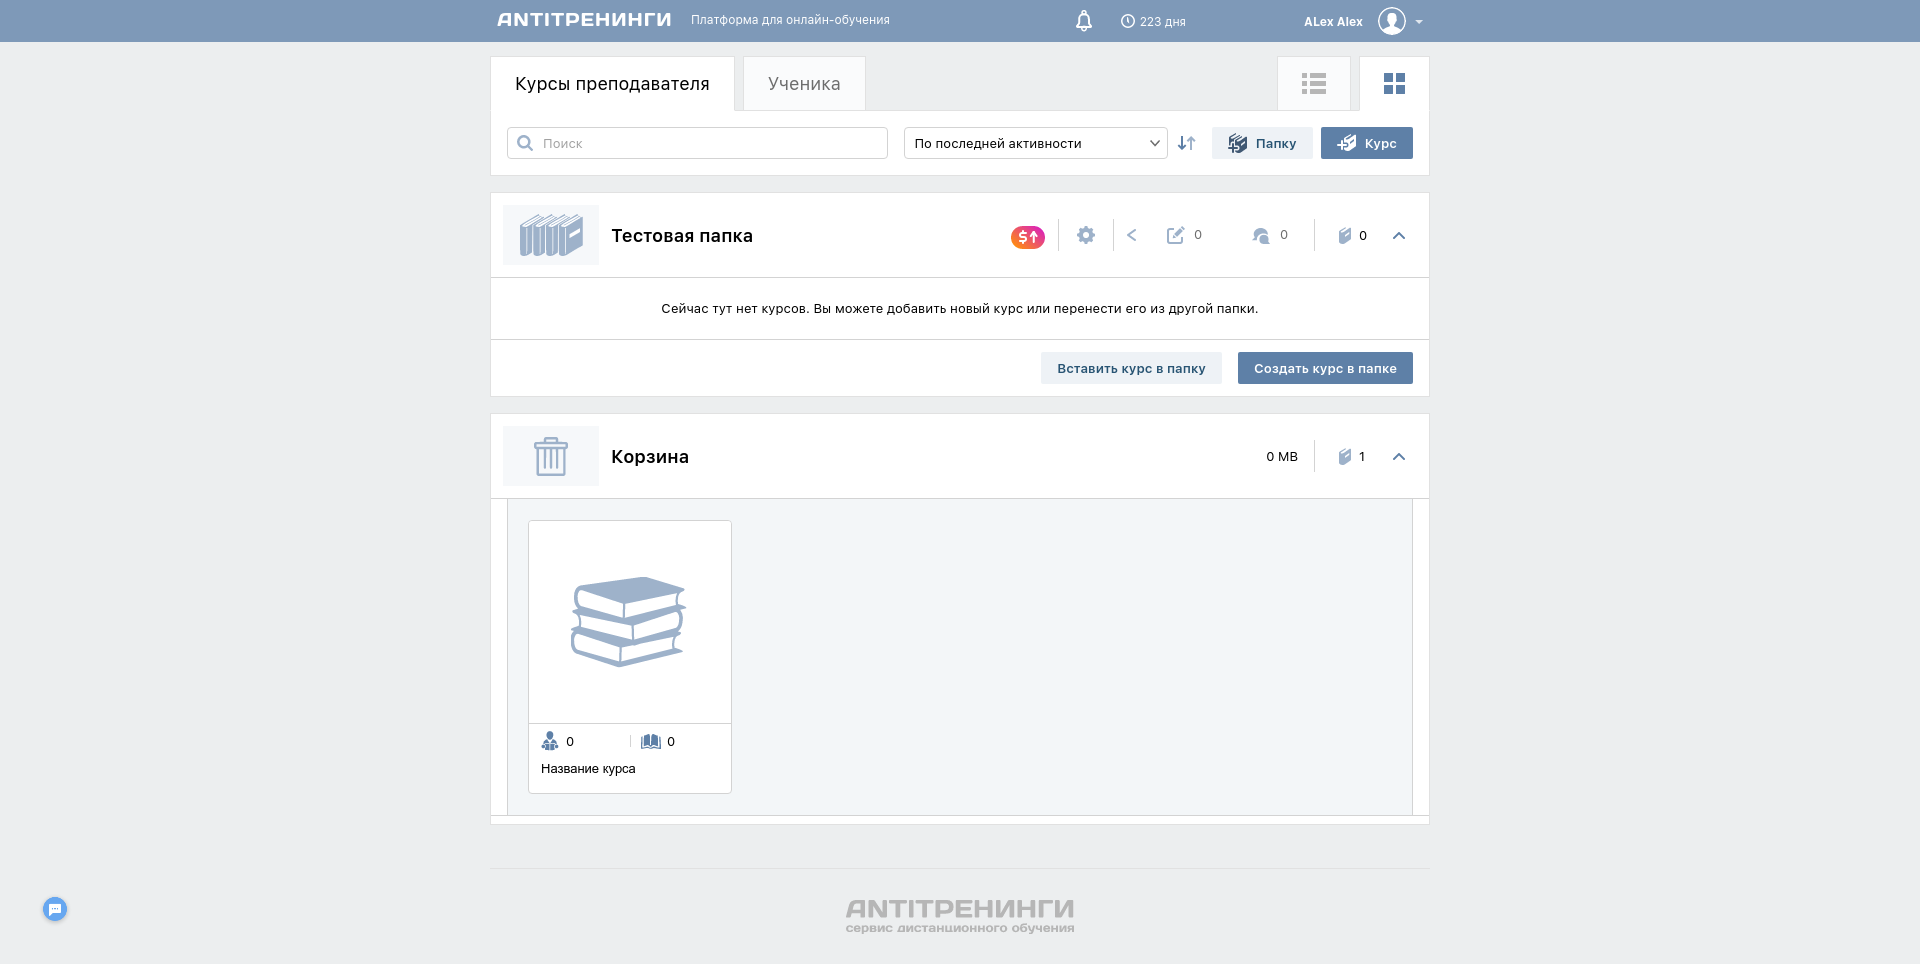 ANTIТРЕНИНГИ Платформа для онлайн-обучения 223 дня ALex Alex
Курсы преподавателя Ученика
Поиск По последней активности Папку Курс
Тестовая папка $ 0 0 0
Сейчас тут нет курсов. Вы можете добавить новый курс или перенести его из другой папки.
Вставить курс в папку Создать курс в папке
Корзина 0 MB 1
0 0
Название курса
ANTIТРЕНИНГИ
сервис дистанционного обучения